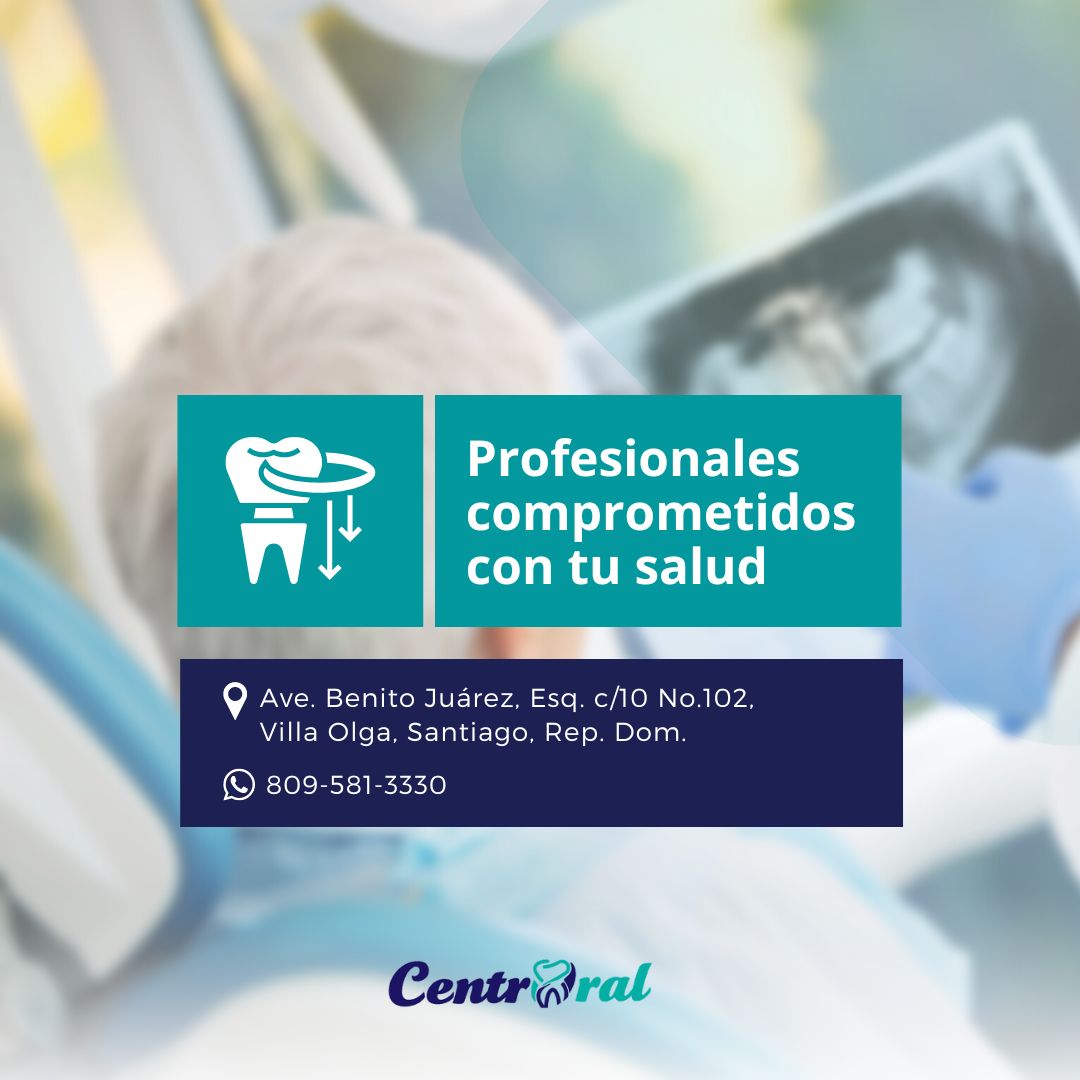 Profesionales
comprometidos
con tu salud
Ave. Benito Juárez, Esq. c/10 No.102,
Villa Olga, Santiago, Rep. Dom.
809-581-3330
CentrOral